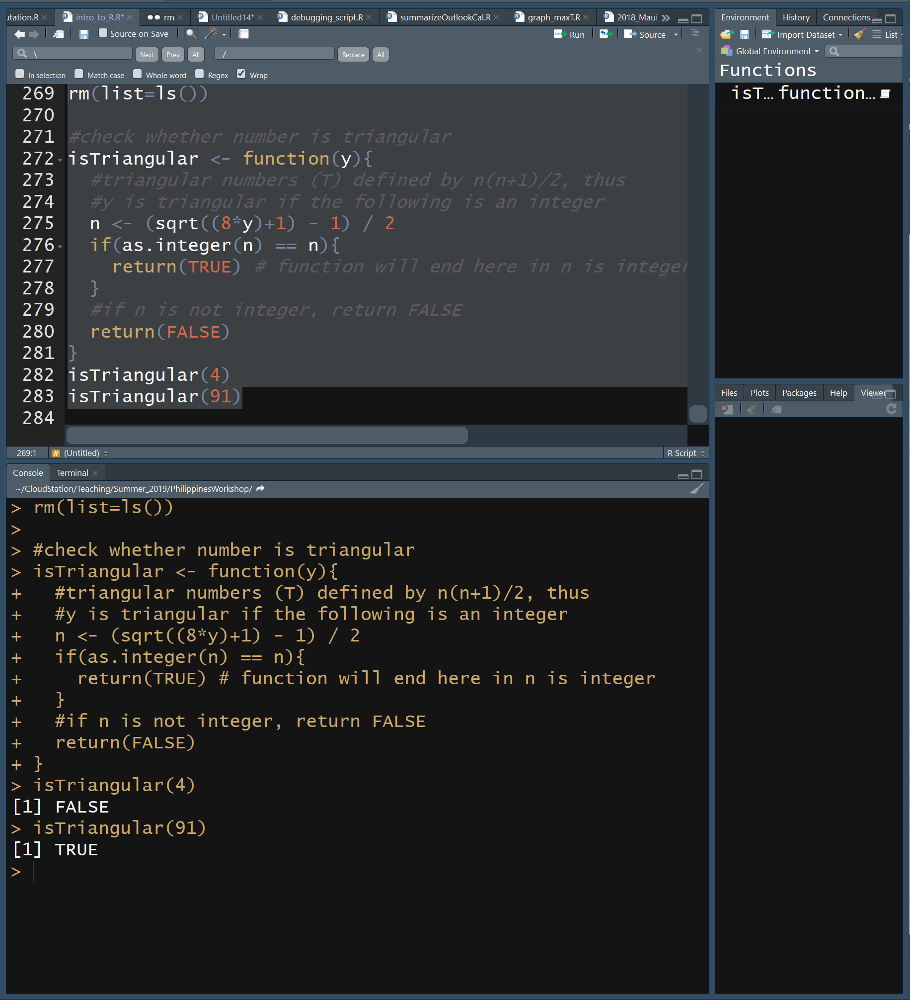 utation.R
intro_to_R.R*
rm
Untitled14*
debugging_script.R
summarizeOutlookCal.R
graph_maxT.R
2018_Maui_
Source on Save
Run
Source
\
Next
Prev
All
/
Replace
All
In selection
Match case
Whole word
Regex
Wrap
269 rm(list=ls())
270
271 #check whether number is triangular
272 isTriangular <- function(y){
273 #triangular numbers (T) defined by n(n+1)/2, thus
274 #y is triangular if the following is an integer
275 n <- (sqrt((8*y)+1) - 1) / 2
276 if(as.integer(n) == n){
277 return(TRUE) # function will end here in n is integer
278 }
279 #if n is not integer, return FALSE
280 return(FALSE)
281 }
282 isTriangular(4)
283 isTriangular(91)
284
269:1
# (Untitled)
R Script
Console
Terminal
~/CloudStation/Teaching/Summer_2019/PhilippinesWorkshop/
> rm(list=ls())
>
> #check whether number is triangular
> isTriangular <- function(y){
+ #triangular numbers (T) defined by n(n+1)/2, thus
+ #y is triangular if the following is an integer
+ n <- (sqrt((8*y)+1) - 1) / 2
+ if(as.integer(n) == n){
+ return(TRUE) # function will end here in n is integer
+ }
+ #if n is not integer, return FALSE
+ return(FALSE)
+ }
> isTriangular(4)
[1] FALSE
> isTriangular(91)
[1] TRUE
>
Environment
History
Connections
Import Dataset
List
Global Environment
Functions
isT… function…
Files
Plots
Packages
Help
Viewer